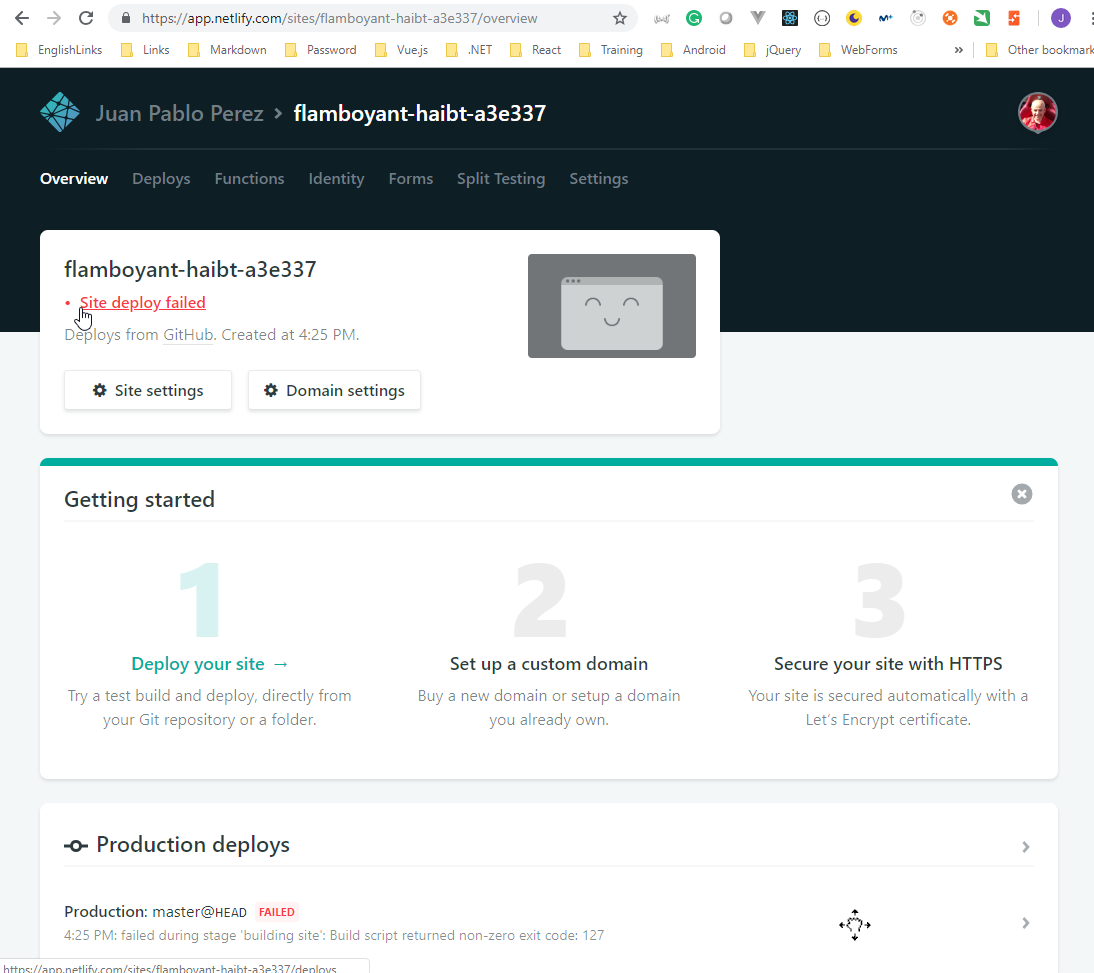 https://app.netlify.com/sites/flamboyant-haibt-a3e337/overview
EnglishLinks Links Markdown Password Vue.js .NET React Training Android jQuery WebForms » Other bookmark
Juan Pablo Perez > flamboyant-haibt-a3e337
Overview Deploys Functions Identity Forms Split Testing Settings
flamboyant-haibt-a3e337
• Site deploy failed
Deploys from GitHub. Created at 4:25 PM.
Site settings Domain settings
Getting started
1 2 3
Deploy your site → Set up a custom domain Secure your site with HTTPS
Try a test build and deploy, directly from Buy a new domain or setup a domain Your site is secured automatically with a
your Git repository or a folder. you already own. Let's Encrypt certificate.
Production deploys
Production: master@HEAD FAILED
4:25 PM: failed during stage 'building site': Build script returned non-zero exit code: 127
https://app.netlify.com/sites/flamboyant-haibt-a3e337/deploys